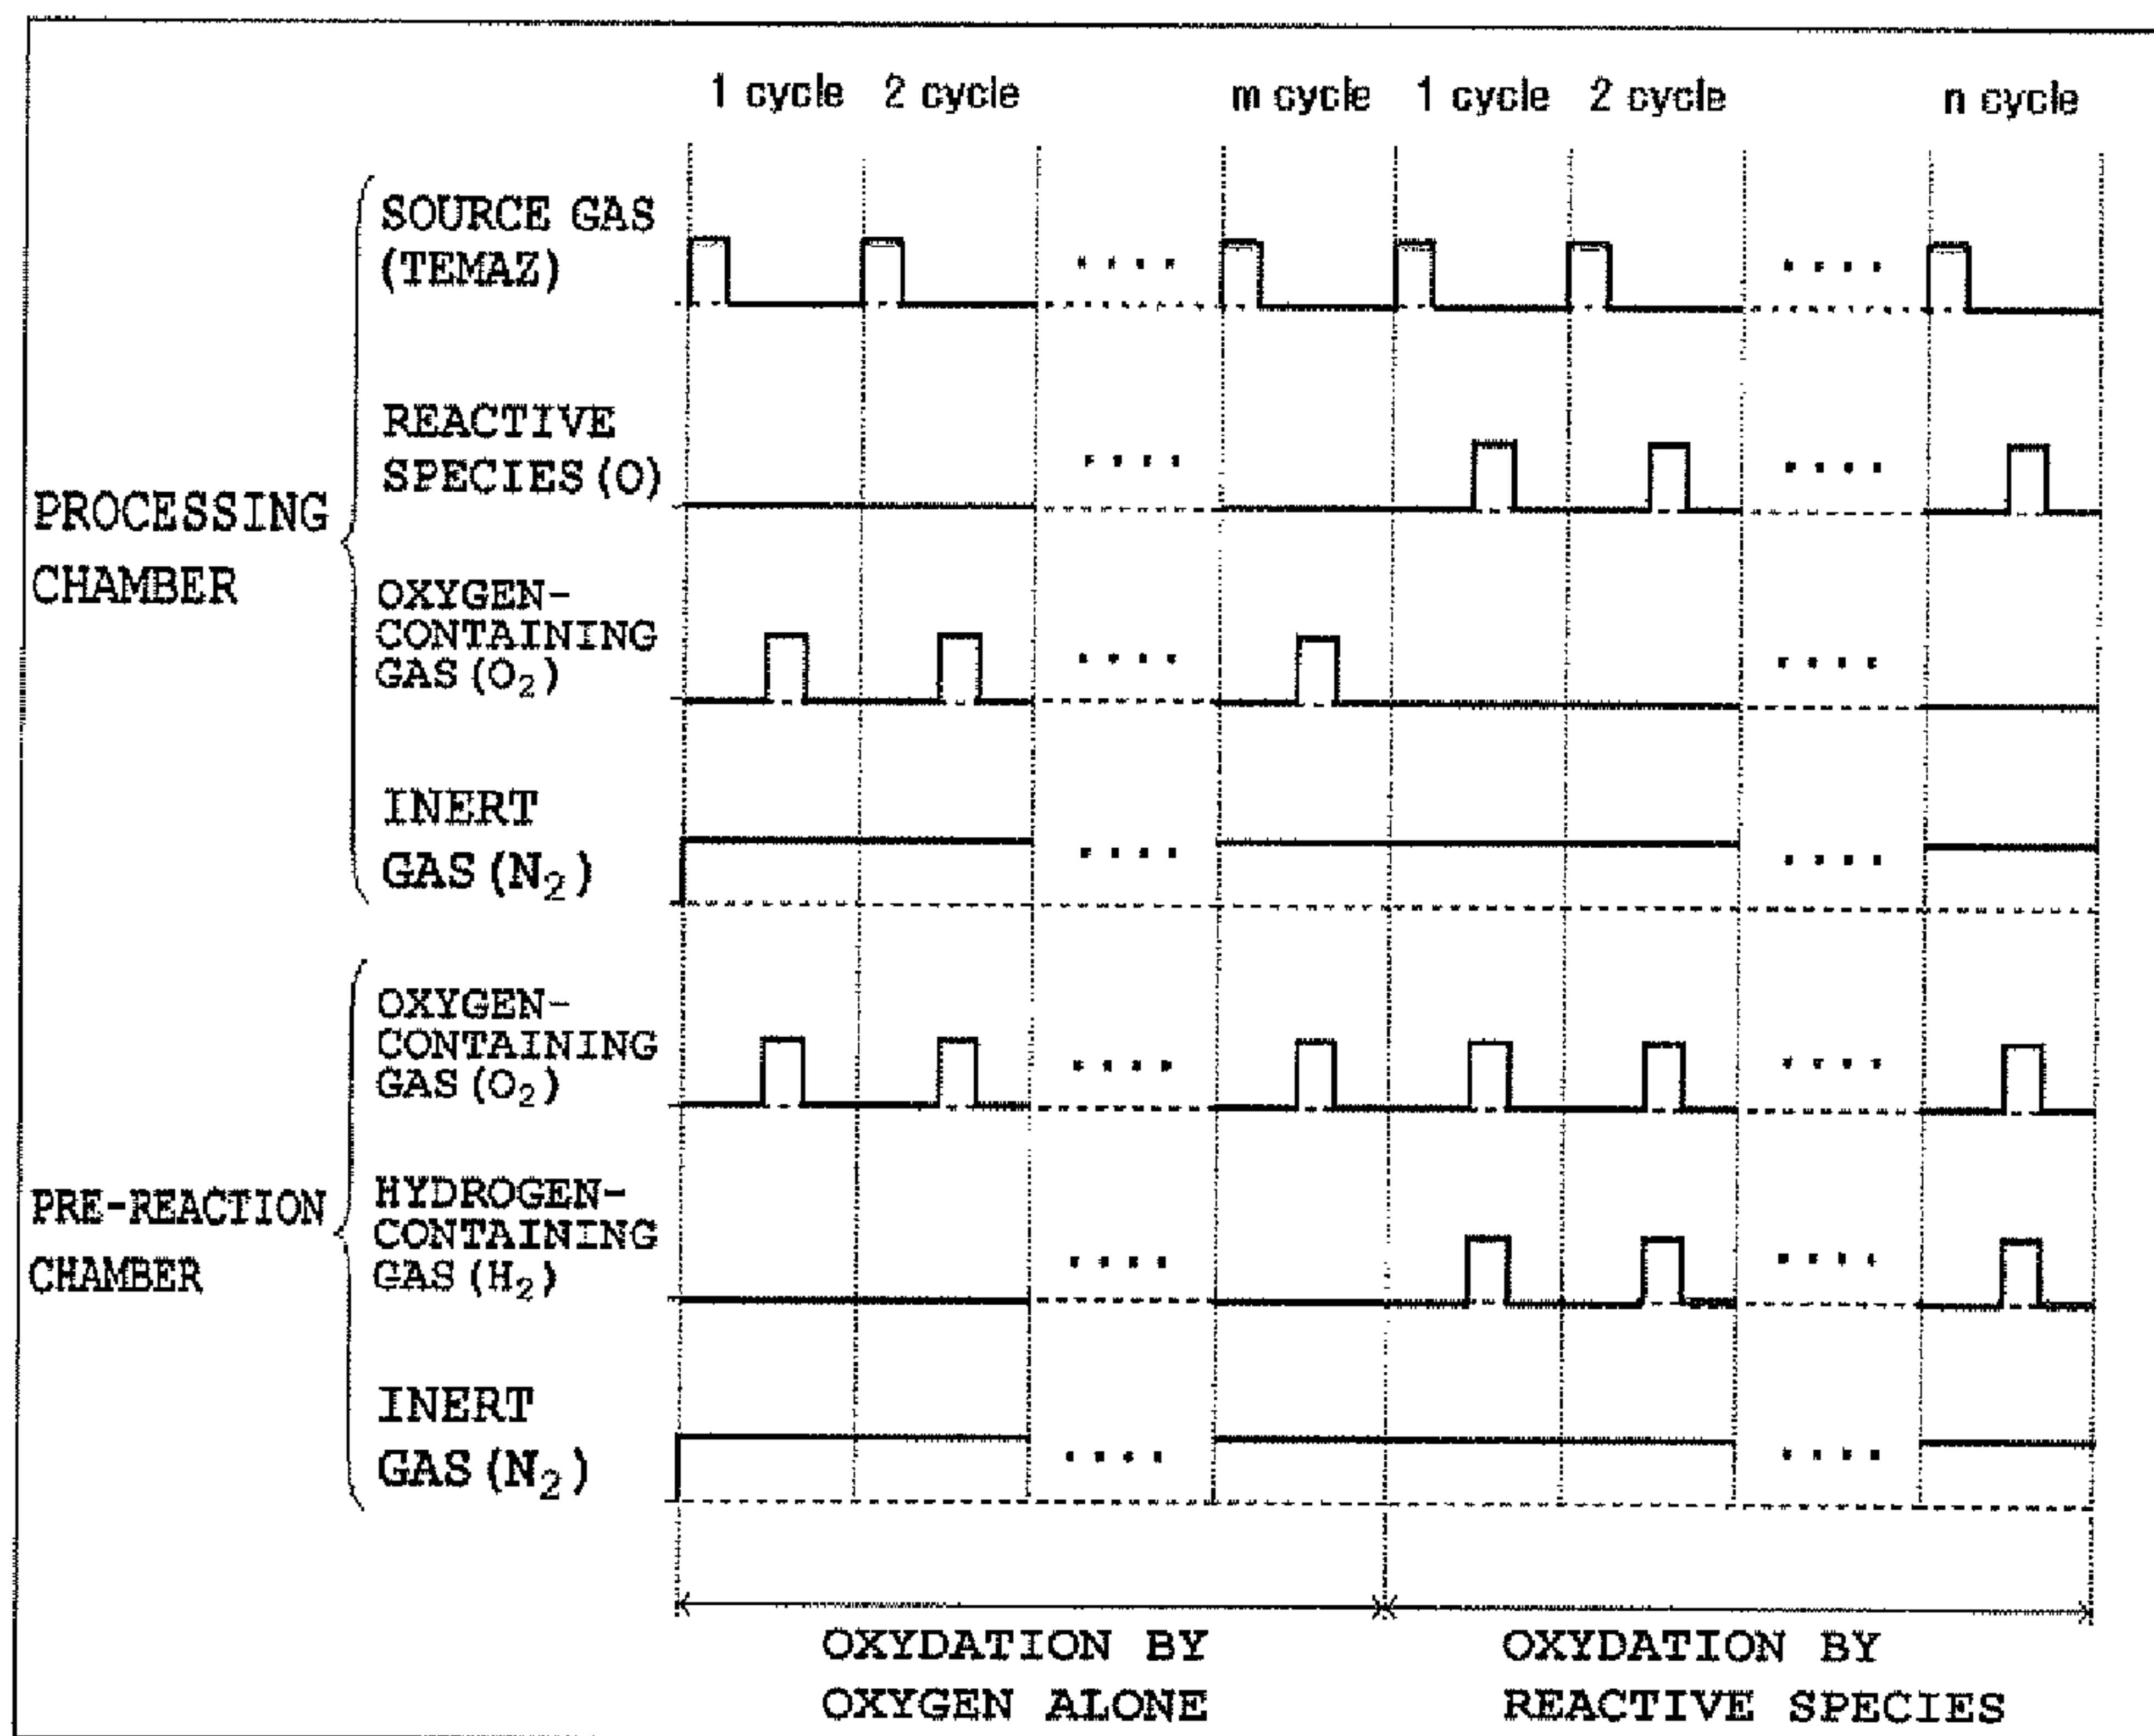 1 cycle 2 cycle m cycle 1 cycle 2 cycle n cycle
PROCESSING
CHAMBER
SOURCE GAS
(TEMAZ)
REACTIVE
SPECIES (O)
OXYGEN-
CONTAINING
GAS (O₂)
INERT
GAS (N₂)
PRE-REACTION
CHAMBER
OXYGEN-
CONTAINING
GAS (O₂)
HYDROGEN-
CONTAINING
GAS (H₂)
INERT
GAS (N₂)
OXYDATION BY
OXYGEN ALONE
OXYDATION BY
REACTIVE SPECIES